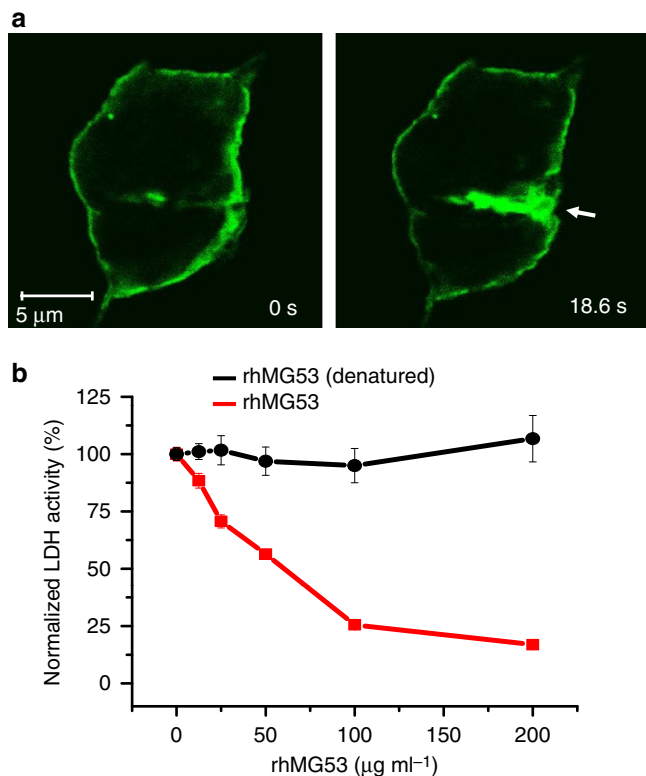 a
5 μm
0 s
18.6 s
b
rhMG53 (denatured)
rhMG53
Normalized LDH activity (%)
125
100
75
50
25
0
0
50
100
150
200
rhMG53 (μg ml⁻¹)